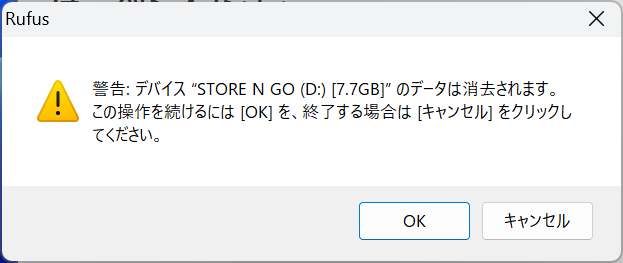 Rufus
警告: デバイス “STORE N GO (D:) [7.7GB]” のデータは消去されます。
この操作を続けるには [OK] を、終了する場合は [キャンセル] をクリックし
てください。
OK
キャンセル